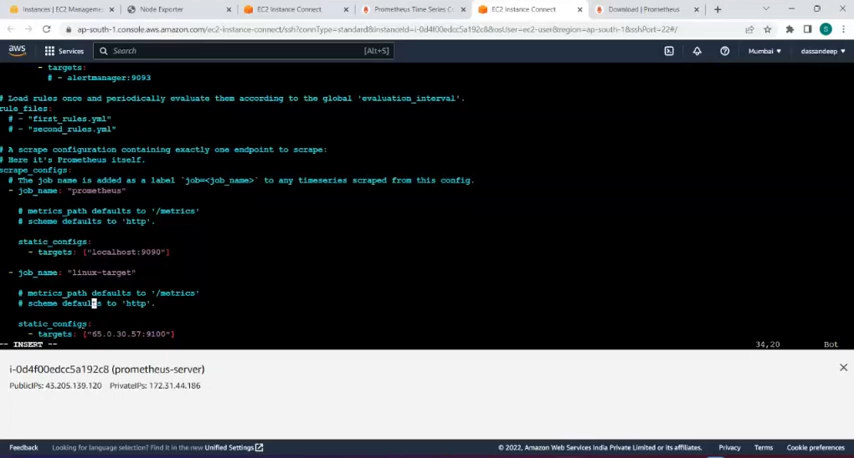 Instances | EC2 Manageme
Node Exporter
EC2 Instance Connect
Prometheus Time Series Co
EC2 Instance Connect
Download | Prometheus
ap-south-1.console.aws.amazon.com/ec2-instance-connect/ssh?connType=standard&instanceId=i-0d4f00edcc5a192c8&osUser=ec2-user&region=ap-south-1&sshPort=22#/
aws Services Search [Alt+S] Mumbai dassandeep
- targets:
# - alertmanager:9093
# Load rules once and periodically evaluate them according to the global 'evaluation_interval'.
rule_files:
# - "first_rules.yml"
# - "second_rules.yml"
# A scrape configuration containing exactly one endpoint to scrape:
# Here it's Prometheus itself.
scrape_configs:
# The job name is added as a label `job=<job_name>` to any timeseries scraped from this config.
- job_name: "prometheus"
# metrics_path defaults to '/metrics'
# scheme defaults to 'http'.
static_configs:
- targets: ["localhost:9090"]
- job_name: "linux-target"
# metrics_path defaults to '/metrics'
# scheme defaults to 'http'.
static_configs:
- targets: ["65.0.30.57:9100"]
-- INSERT -- 34,20 Bot
i-0d4f00edcc5a192c8 (prometheus-server)
PublicIPs: 43.205.139.120 PrivateIPs: 172.31.44.186
Feedback Looking for language selection? Find it in the new Unified Settings © 2022, Amazon Web Services India Private Limited or its affiliates. Privacy Terms Cookie preferences